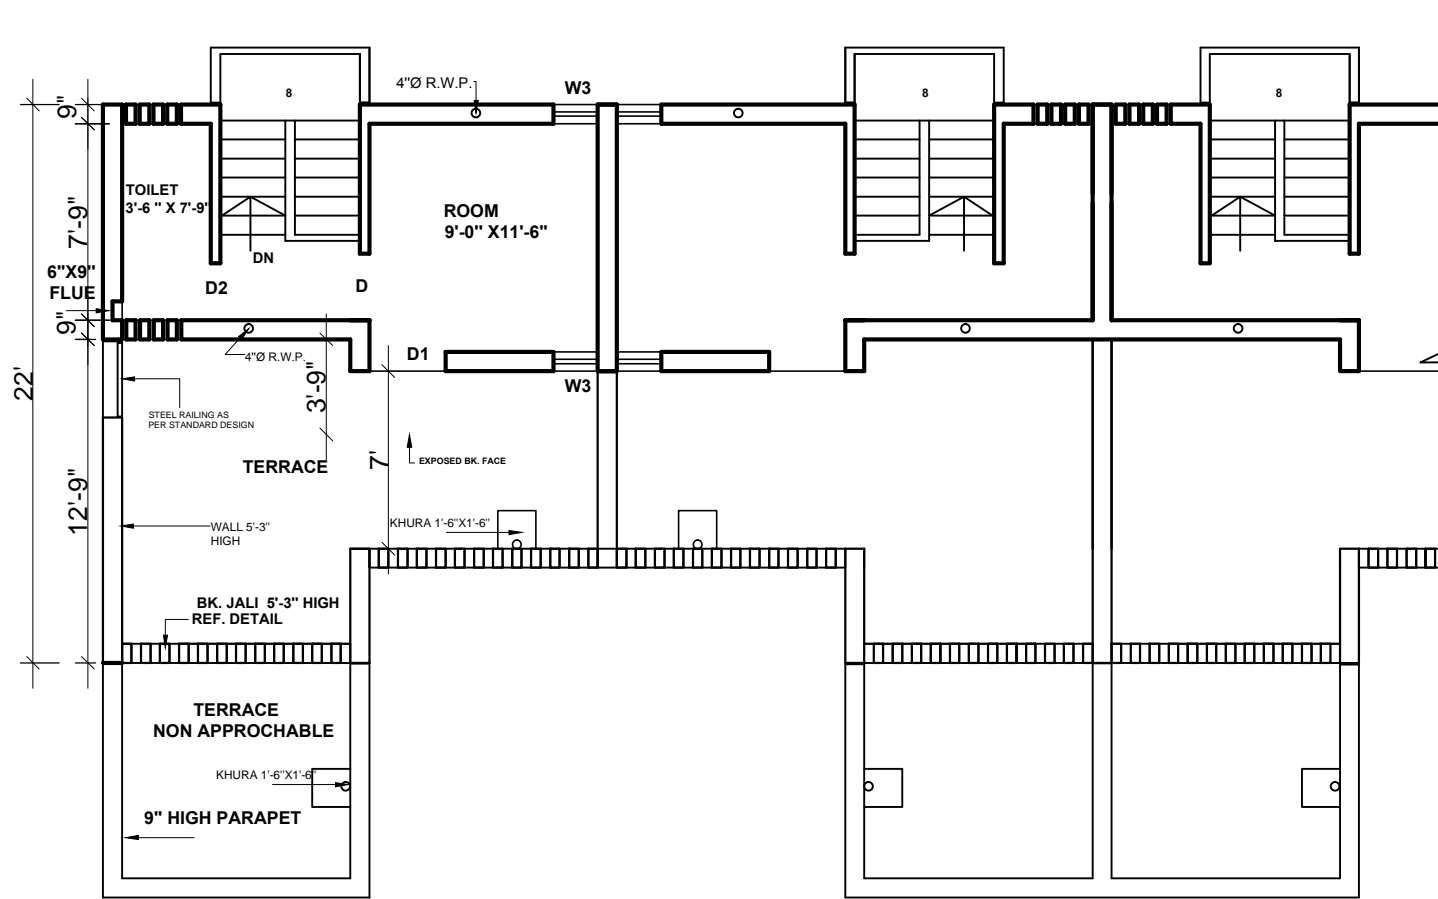 4"Ø R.W.P.
W3
8
8
8
9"
TOILET
3'-6 " X 7'-9"
ROOM
9'-0" X11'-6"
7'-9"
DN
6"X9"
FLUE
D2
D
9"
4"Ø R.W.P.
D1
W3
3'-9"
22'
STEEL RAILING AS
PER STANDARD DESIGN
TERRACE
7'
EXPOSED BK. FACE
12'-9"
WALL 5'-3"
HIGH
KHURA 1'-6"X1'-6"
BK. JALI 5'-3" HIGH
REF. DETAIL
TERRACE
NON APPROCHABLE
KHURA 1'-6"X1'-6"
9" HIGH PARAPET